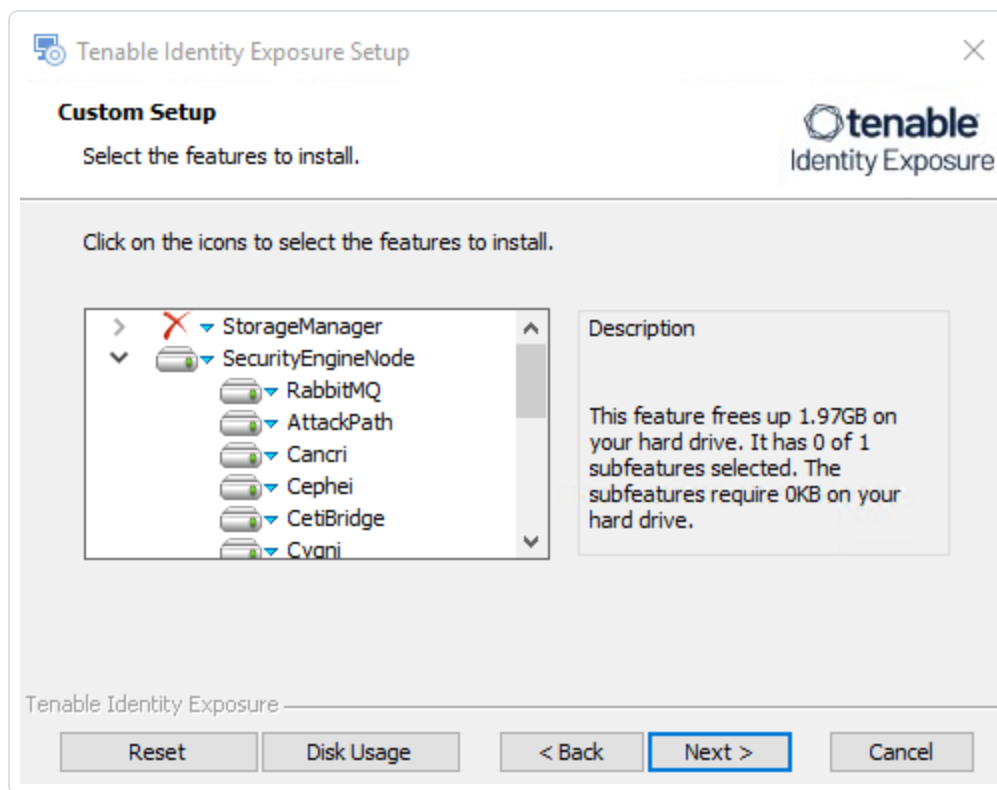 Tenable Identity Exposure Setup
Custom Setup
Select the features to install.
tenable
Identity Exposure
Click on the icons to select the features to install.
StorageManager
SecurityEngineNode
RabbitMQ
AttackPath
Cancri
Cephei
CetiBridge
Cygni
Description
This feature frees up 1.97GB on
your hard drive. It has 0 of 1
subfeatures selected. The
subfeatures require 0KB on your
hard drive.
Tenable Identity Exposure
Reset
Disk Usage
< Back
Next >
Cancel